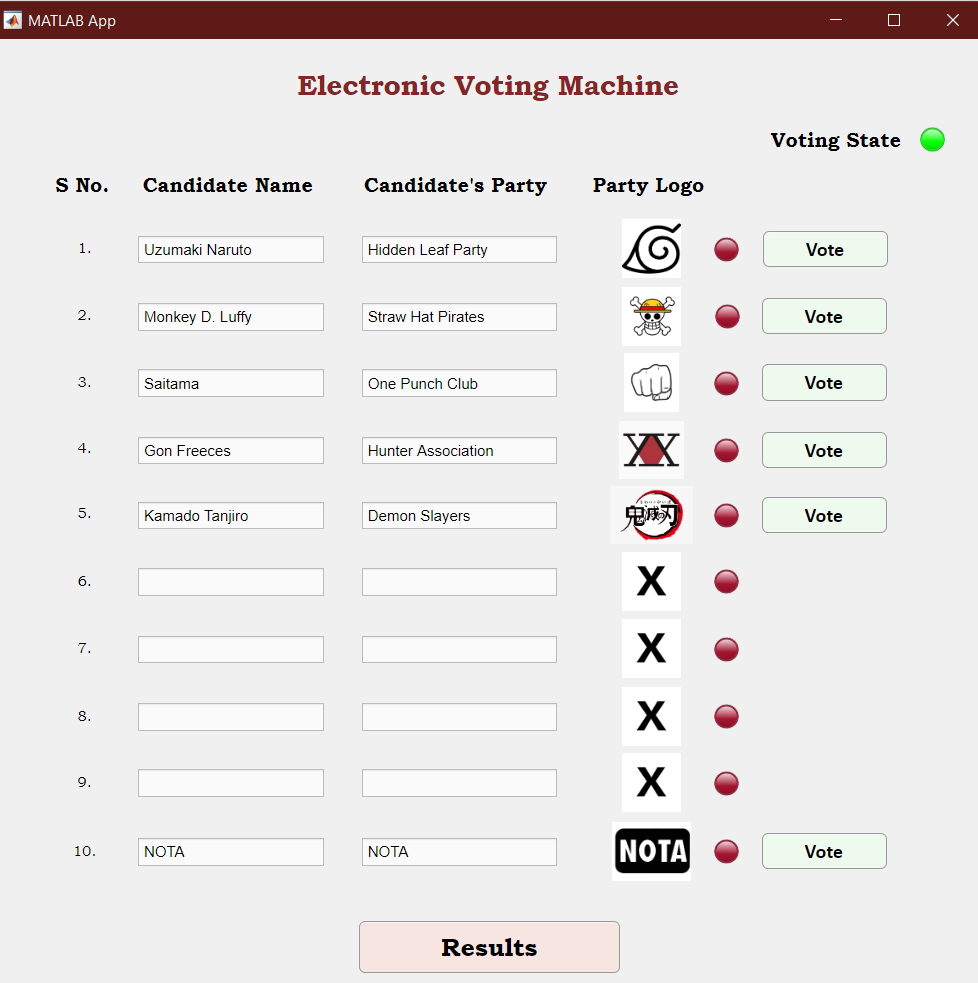 MATLAB App
Electronic Voting Machine
Voting State
S No. Candidate Name Candidate's Party Party Logo
1. Uzumaki Naruto Hidden Leaf Party Vote
2. Monkey D. Luffy Straw Hat Pirates Vote
3. Saitama One Punch Club Vote
4. Gon Freeces Hunter Association Vote
5. Kamado Tanjiro Demon Slayers 鬼滅の刃 Vote
6. X
7. X
8. X
9. X
10. NOTA NOTA NOTA Vote
Results